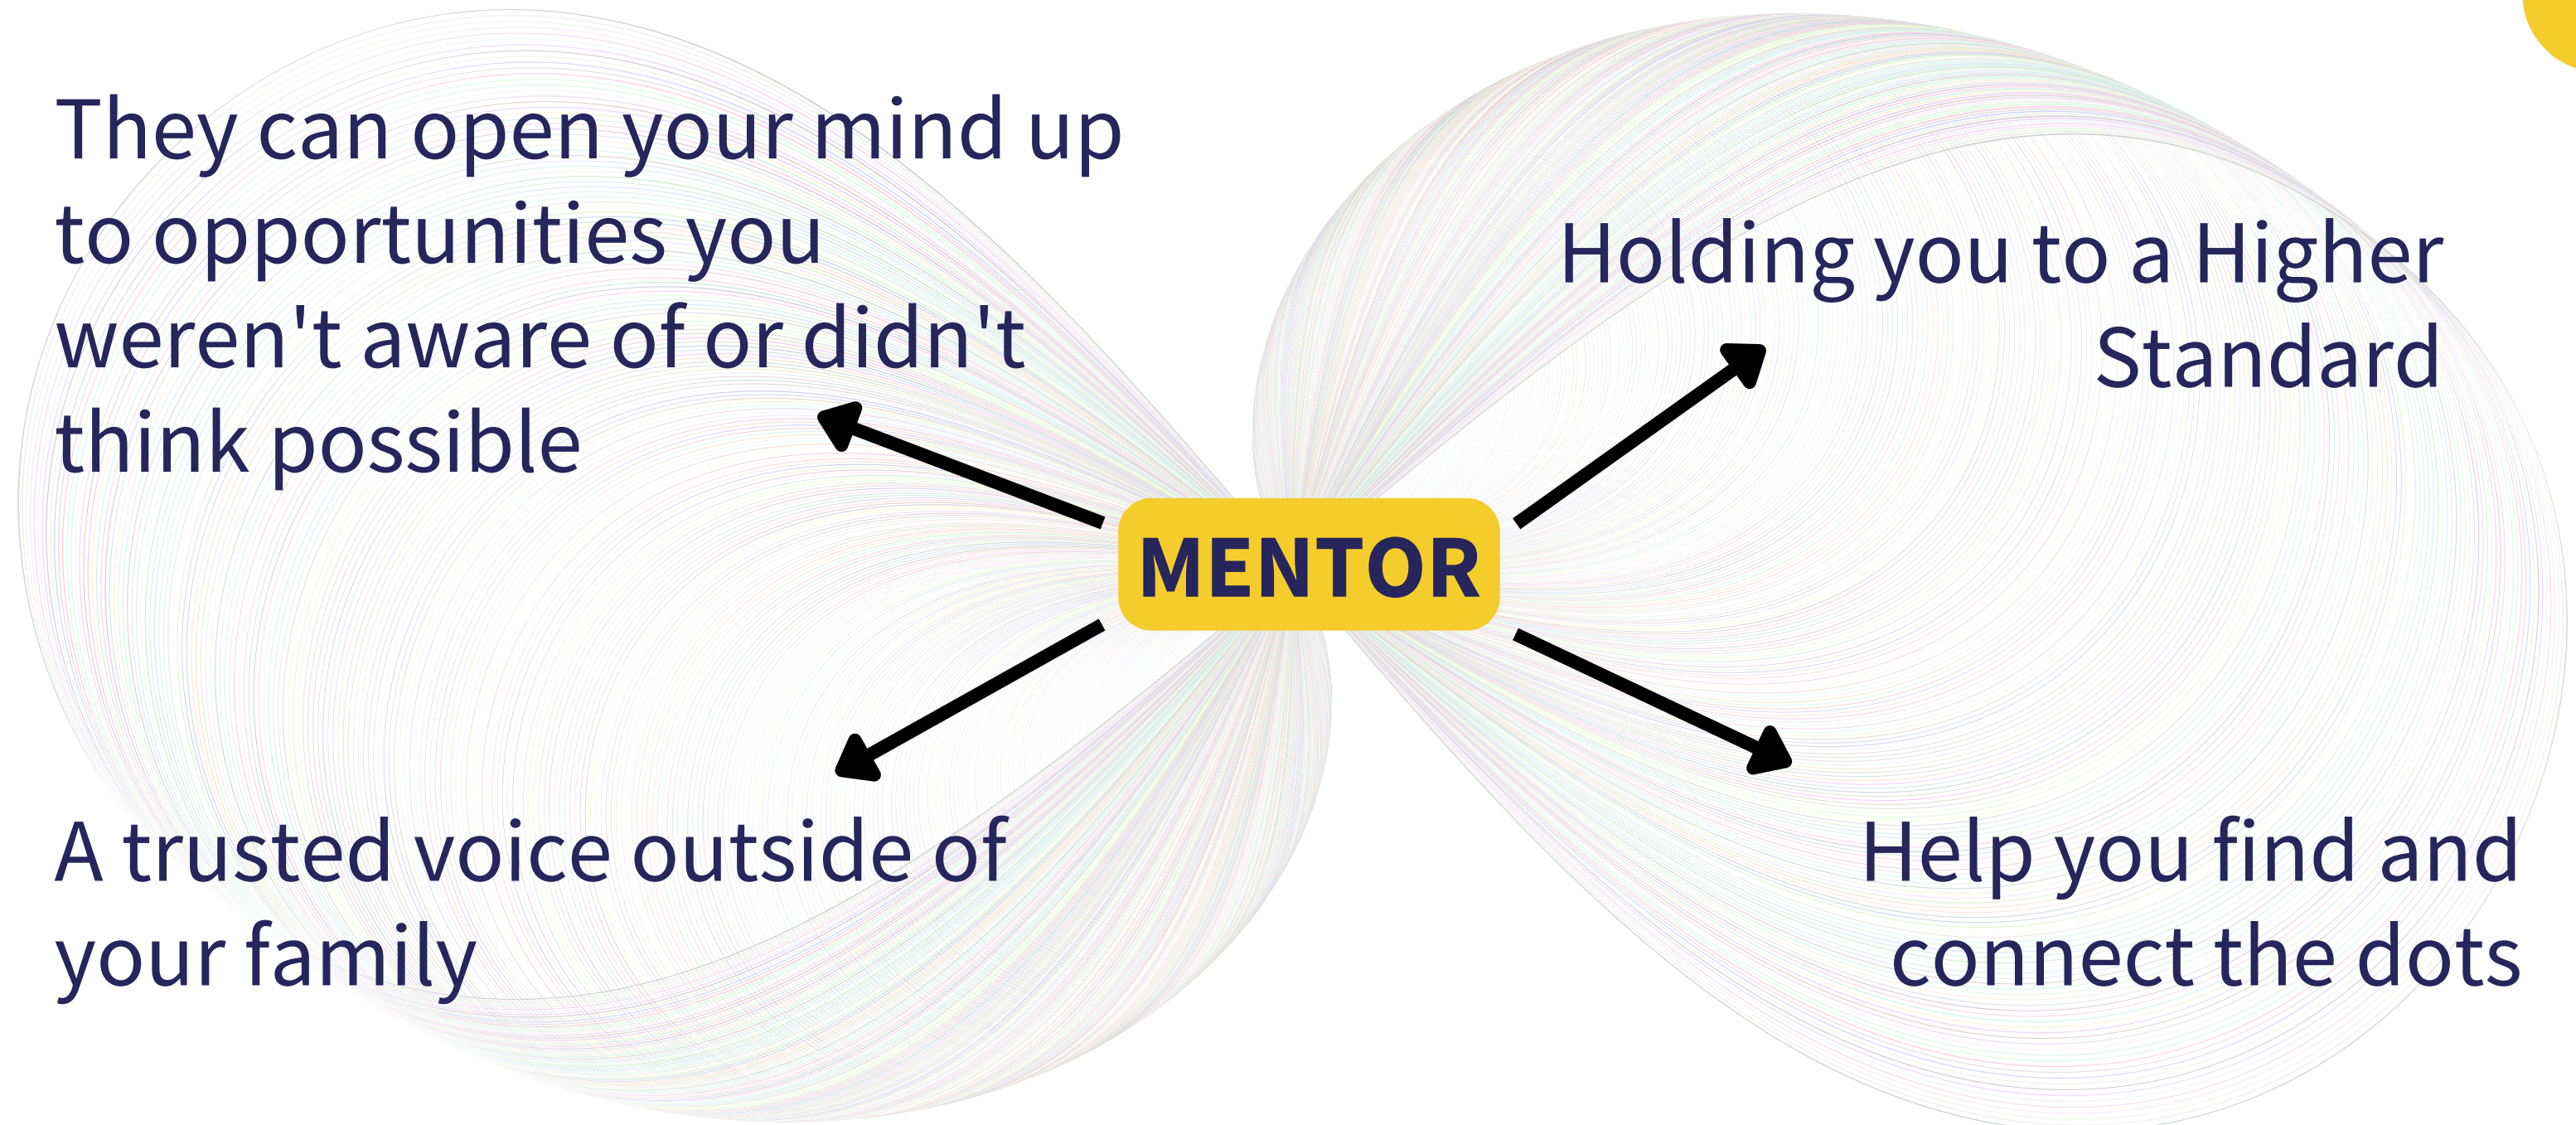 They can open your mind up
to opportunities you
weren't aware of or didn't
think possible
Holding you to a Higher
Standard
MENTOR
A trusted voice outside of
your family
Help you find and
connect the dots